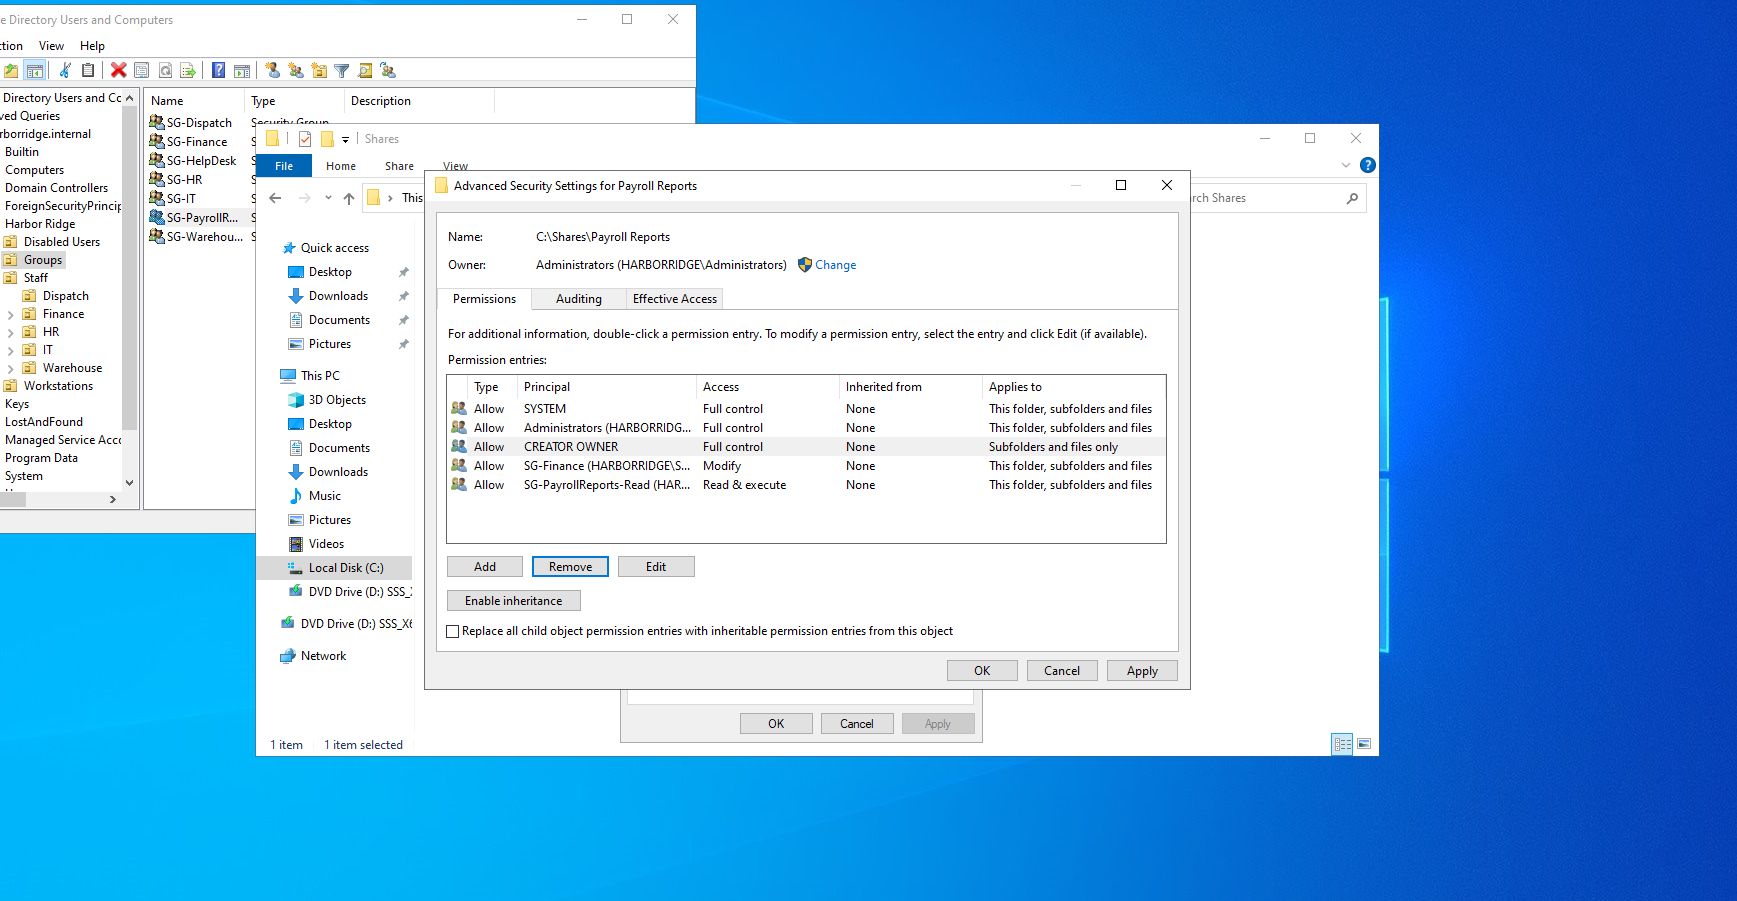 e Directory Users and Computers
ction View Help
Directory Users and Cc
ved Queries
rborridge.internal
Builtin
Computers
Domain Controllers
ForeignSecurityPrincip
Harbor Ridge
Disabled Users
Groups
Staff
Dispatch
Finance
HR
IT
Warehouse
Workstations
Keys
LostAndFound
Managed Service Acco
Program Data
System
Name Type Description
SG-Dispatch Security Group
SG-Finance S
SG-HelpDesk S
SG-HR S
SG-IT S
SG-PayrollR... S
SG-Warehou... S
Shares
File Home Share View
This
rch Shares
Quick access
Desktop
Downloads
Documents
Pictures
This PC
3D Objects
Desktop
Documents
Downloads
Music
Pictures
Videos
Local Disk (C:)
DVD Drive (D:) SSS_X
DVD Drive (D:) SSS_X6
Network
1 item 1 item selected
Advanced Security Settings for Payroll Reports
Name: C:\Shares\Payroll Reports
Owner: Administrators (HARBORRIDGE\Administrators) Change
Permissions Auditing Effective Access
For additional information, double-click a permission entry. To modify a permission entry, select the entry and click Edit (if available).
Permission entries:
Type Principal Access Inherited from Applies to
Allow SYSTEM Full control None This folder, subfolders and files
Allow Administrators (HARBORRIDG... Full control None This folder, subfolders and files
Allow CREATOR OWNER Full control None Subfolders and files only
Allow SG-Finance (HARBORRIDGE\S... Modify None This folder, subfolders and files
Allow SG-PayrollReports-Read (HAR... Read & execute None This folder, subfolders and files
Add Remove Edit
Enable inheritance
Replace all child object permission entries with inheritable permission entries from this object
OK Cancel Apply
OK Cancel Apply